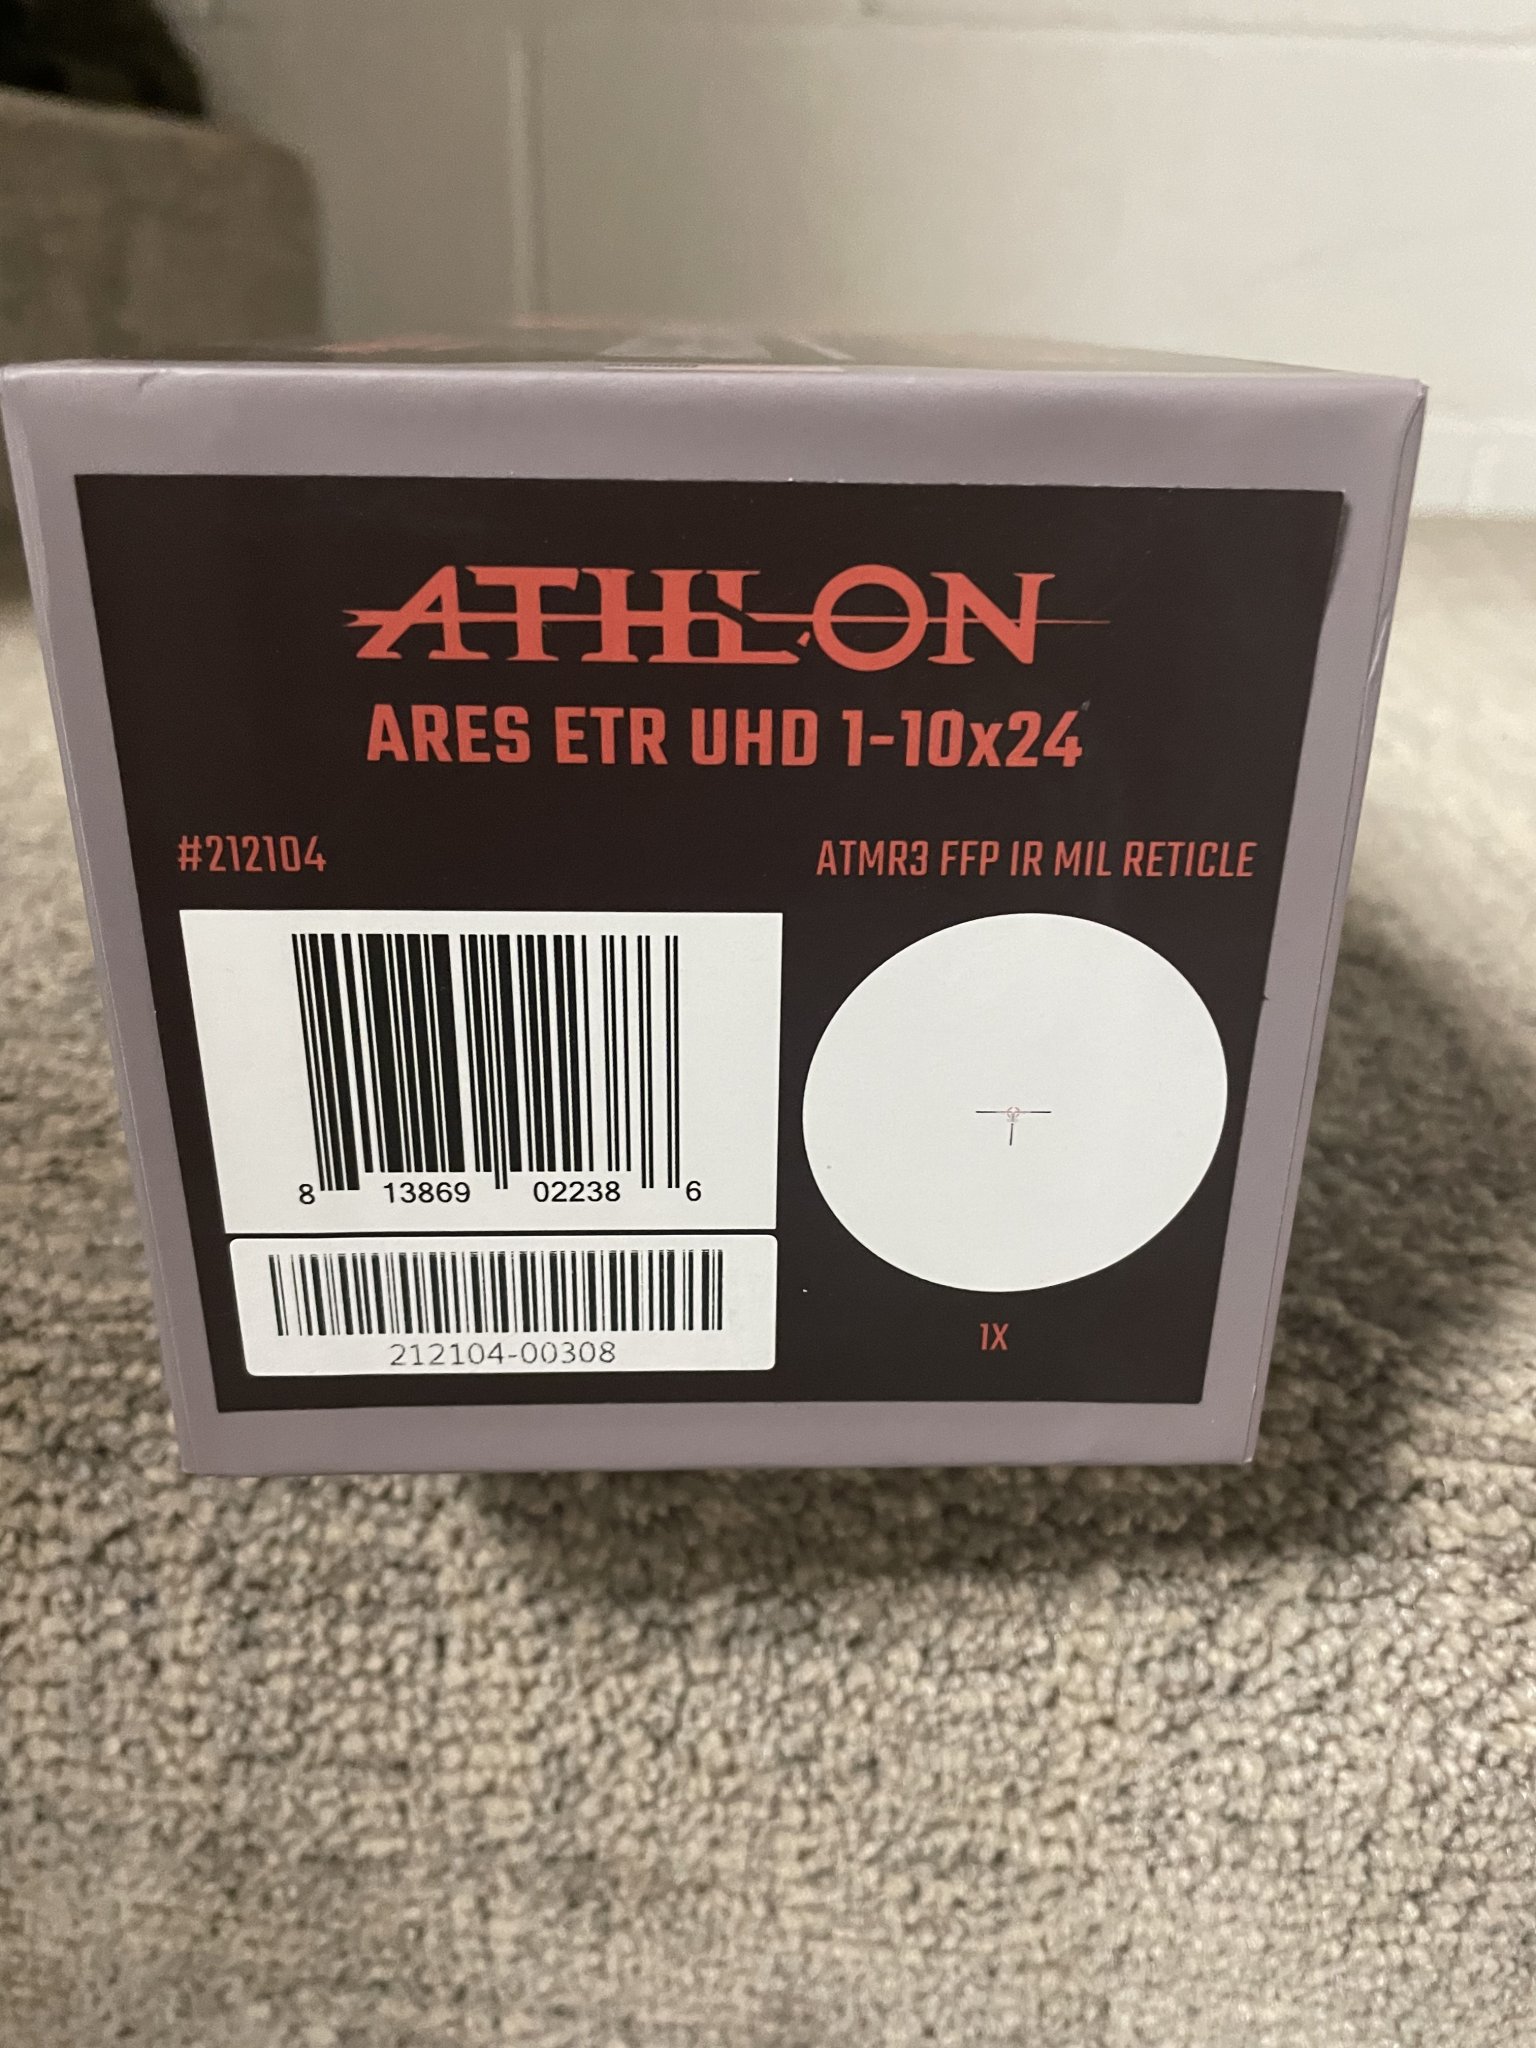 ATHLON
ARES ETR UHD 1-10x24
#212104
ATMR3 FFP IR MIL RETICLE
8 13869 02238 6
212104-00308
1X